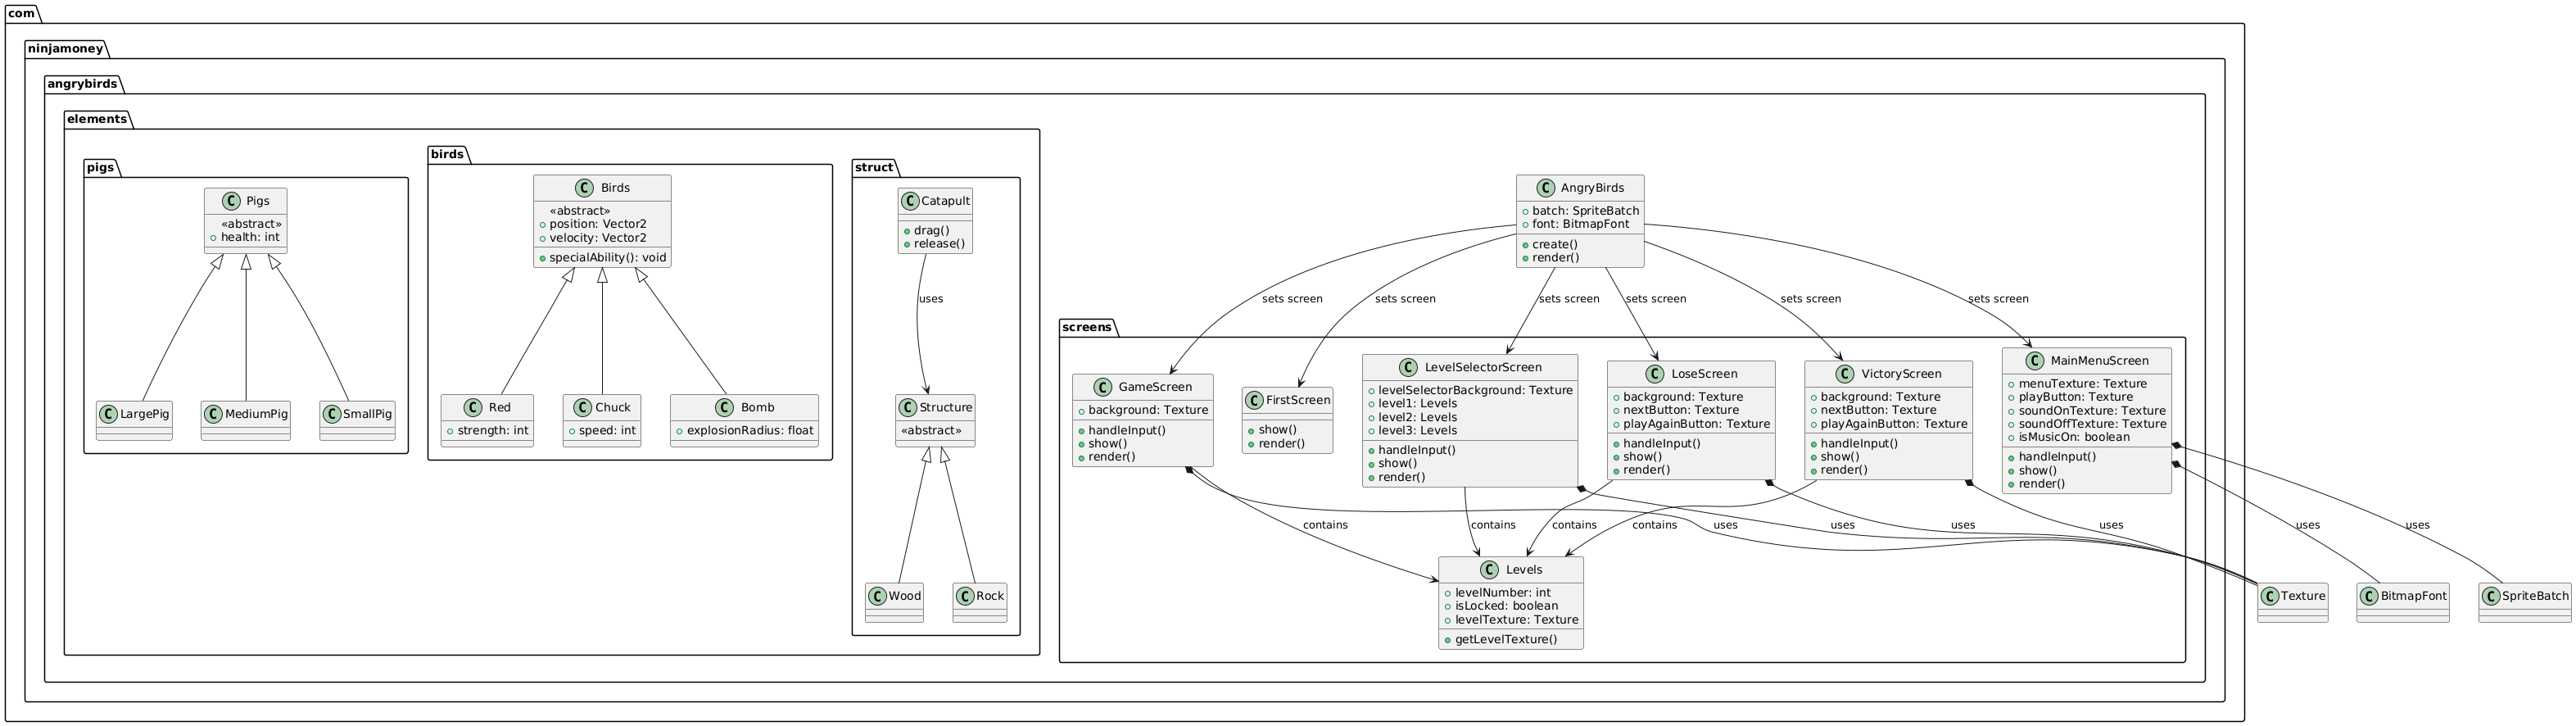 com
ninjamoney
angrybirds
elements
pigs
C Pigs
«abstract»
health: int
C LargePig
C MediumPig
C SmallPig
birds
C Birds
«abstract»
position: Vector2
velocity: Vector2
specialAbility(): void
C Red
strength: int
C Chuck
speed: int
C Bomb
explosionRadius: float
struct
C Catapult
drag()
release()
uses
C Structure
«abstract»
C Wood
C Rock
C AngryBirds
batch: SpriteBatch
font: BitmapFont
create()
render()
sets screen
sets screen
sets screen
sets screen
sets screen
sets screen
screens
C GameScreen
background: Texture
handleInput()
show()
render()
C FirstScreen
show()
render()
C LevelSelectorScreen
levelSelectorBackground: Texture
level1: Levels
level2: Levels
level3: Levels
handleInput()
show()
render()
C LoseScreen
background: Texture
nextButton: Texture
playAgainButton: Texture
handleInput()
show()
render()
C VictoryScreen
background: Texture
nextButton: Texture
playAgainButton: Texture
handleInput()
show()
render()
C MainMenuScreen
menuTexture: Texture
playButton: Texture
soundOnTexture: Texture
soundOffTexture: Texture
isMusicOn: boolean
handleInput()
show()
render()
contains
contains
contains
contains
uses
uses
uses
uses
uses
uses
C Levels
levelNumber: int
isLocked: boolean
levelTexture: Texture
getLevelTexture()
C Texture
C BitmapFont
C SpriteBatch